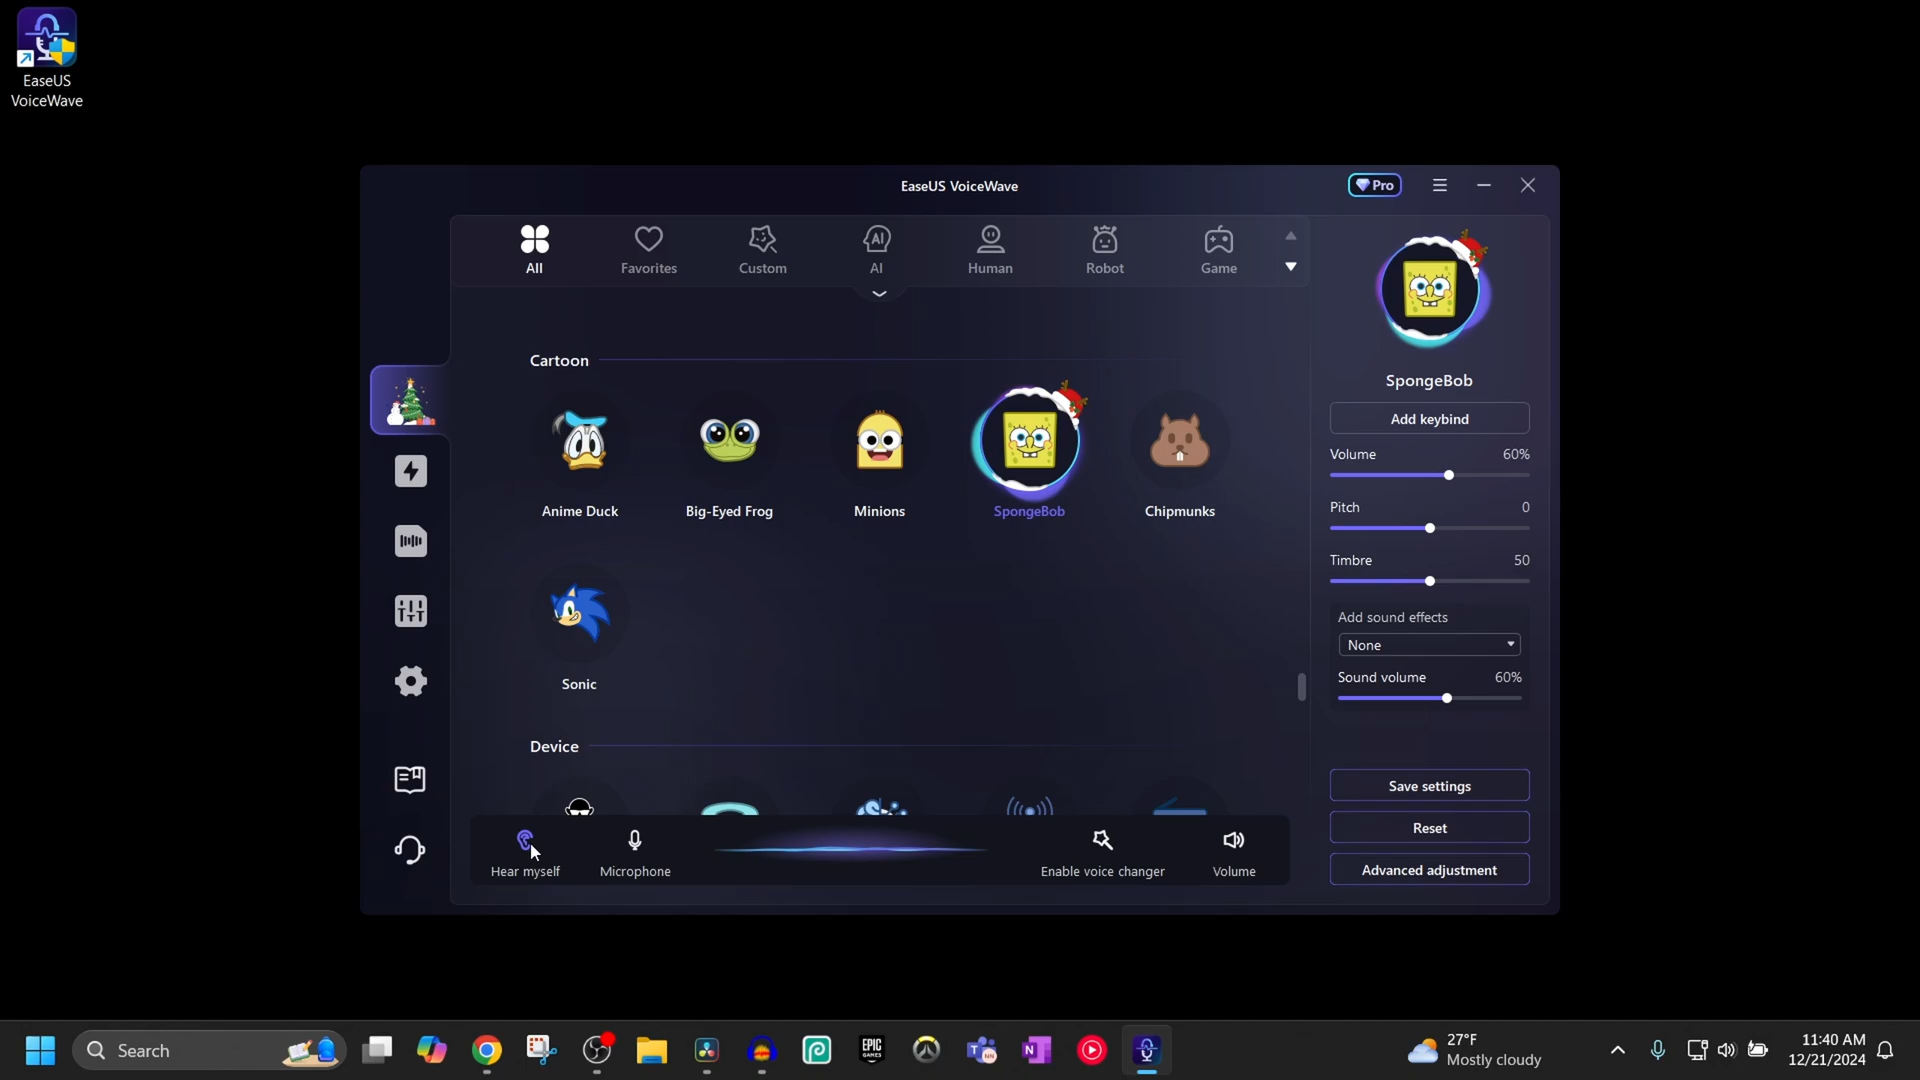 EaseUS
VoiceWave
EaseUS VoiceWave
Pro
All
Favorites
Custom
AI
Human
Robot
Game
Cartoon
Anime Duck
Big-Eyed Frog
Minions
SpongeBob
Chipmunks
Sonic
Device
Hear myself
Microphone
Enable voice changer
Volume
SpongeBob
Add keybind
Volume 60%
Pitch 0
Timbre 50
Add sound effects
None
Sound volume 60%
Save settings
Reset
Advanced adjustment
Search
EPIC
GAMES
27°F
Mostly cloudy
11:40 AM
12/21/2024